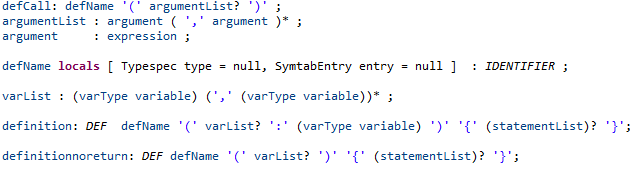 defCall: defName '(' argumentList? ')' ;
argumentList : argument ( ',' argument )* ;
argument     : expression ;
defName locals [ Typespec type = null, SymtabEntry entry = null ]  : IDENTIFIER ;
varList : (varType variable) (',' (varType variable))* ;
definition: DEF  defName '(' varList? ':' (varType variable) ')' '{' (statementList)? '}';
definitionnoreturn: DEF defName '(' varList? ')' '{' (statementList)? '}';